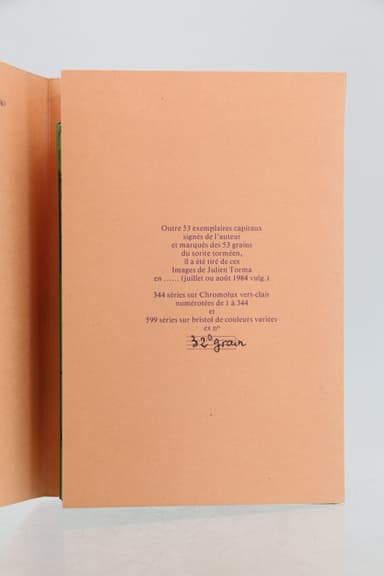 Outre 53 exemplaires capitaux
signés de l'auteur
et marqués des 53 grains
du sorite torméen,
il a été tiré de ces
Images de Julien Torma
en ...... (juillet ou août 1984 vulg.)
344 séries sur Chromolux vert-clair
numérotées de 1 à 344
et
599 séries sur bristol de couleurs variées
ex nº
32º grain